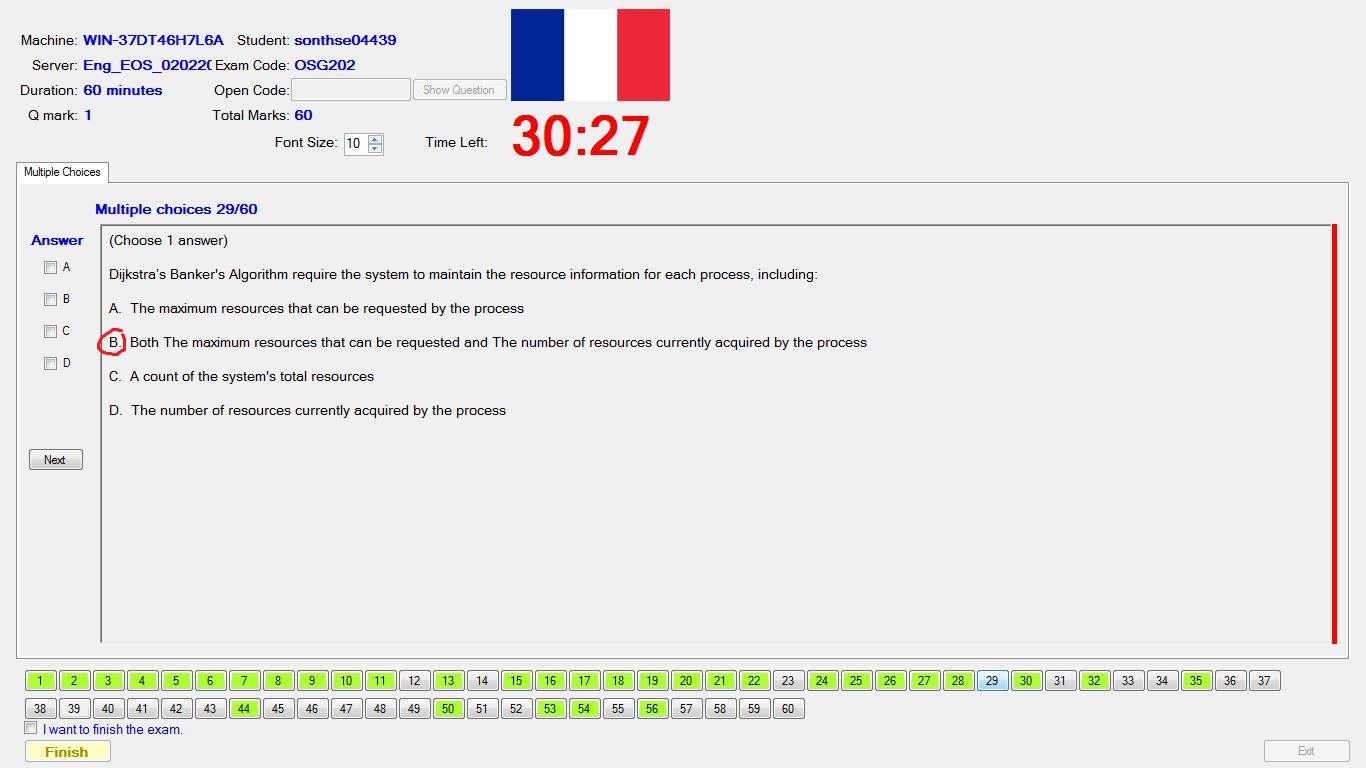 Machine: WIN-37DT46H7L6A Student: sonthse04439
Server: Eng_EOS_020220 Exam Code: OSG202
Duration: 60 minutes Open Code: Show Question
Q mark: 1 Total Marks: 60
Font Size: 10 Time Left: 30:27
Multiple Choices
Multiple choices 29/60
Answer
(Choose 1 answer)
A
Dijkstra's Banker's Algorithm require the system to maintain the resource information for each process, including:
B
A. The maximum resources that can be requested by the process
C
B. Both The maximum resources that can be requested and The number of resources currently acquired by the process
D
C. A count of the system's total resources
D. The number of resources currently acquired by the process
Next
1 2 3 4 5 6 7 8 9 10 11 12 13 14 15 16 17 18 19 20 21 22 23 24 25 26 27 28 29 30 31 32 33 34 35 36 37
38 39 40 41 42 43 44 45 46 47 48 49 50 51 52 53 54 55 56 57 58 59 60
I want to finish the exam.
Finish Exit